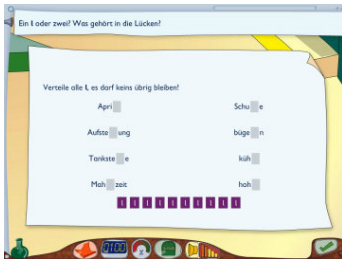 Ein l oder zwei? Was gehört in die Lücken?
Verteile alle l, es darf keins übrig bleiben!
Apri Schu e
Aufste ung büge n
Tankste e küh
Mah zeit hoh
l l l l l l l l l l